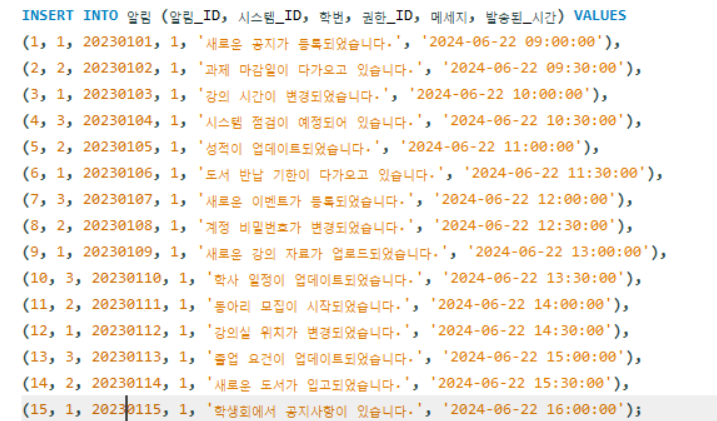 INSERT INTO 알림 (알림_ID, 시스템_ID, 학번, 권한_ID, 메세지, 발송된_시간) VALUES
(1, 1, 20230101, 1, '새로운 공지가 등록되었습니다.', '2024-06-22 09:00:00'),
(2, 2, 20230102, 1, '과제 마감일이 다가오고 있습니다.', '2024-06-22 09:30:00'),
(3, 1, 20230103, 1, '강의 시간이 변경되었습니다.', '2024-06-22 10:00:00'),
(4, 3, 20230104, 1, '시스템 점검이 예정되어 있습니다.', '2024-06-22 10:30:00'),
(5, 2, 20230105, 1, '성적이 업데이트되었습니다.', '2024-06-22 11:00:00'),
(6, 1, 20230106, 1, '도서 반납 기한이 다가오고 있습니다.', '2024-06-22 11:30:00'),
(7, 3, 20230107, 1, '새로운 이벤트가 등록되었습니다.', '2024-06-22 12:00:00'),
(8, 2, 20230108, 1, '계정 비밀번호가 변경되었습니다.', '2024-06-22 12:30:00'),
(9, 1, 20230109, 1, '새로운 강의 자료가 업로드되었습니다.', '2024-06-22 13:00:00'),
(10, 3, 20230110, 1, '학사 일정이 업데이트되었습니다.', '2024-06-22 13:30:00'),
(11, 2, 20230111, 1, '동아리 모집이 시작되었습니다.', '2024-06-22 14:00:00'),
(12, 1, 20230112, 1, '강의실 위치가 변경되었습니다.', '2024-06-22 14:30:00'),
(13, 3, 20230113, 1, '졸업 요건이 업데이트되었습니다.', '2024-06-22 15:00:00'),
(14, 2, 20230114, 1, '새로운 도서가 입고되었습니다.', '2024-06-22 15:30:00'),
(15, 1, 20230115, 1, '학생회에서 공지사항이 있습니다.', '2024-06-22 16:00:00');